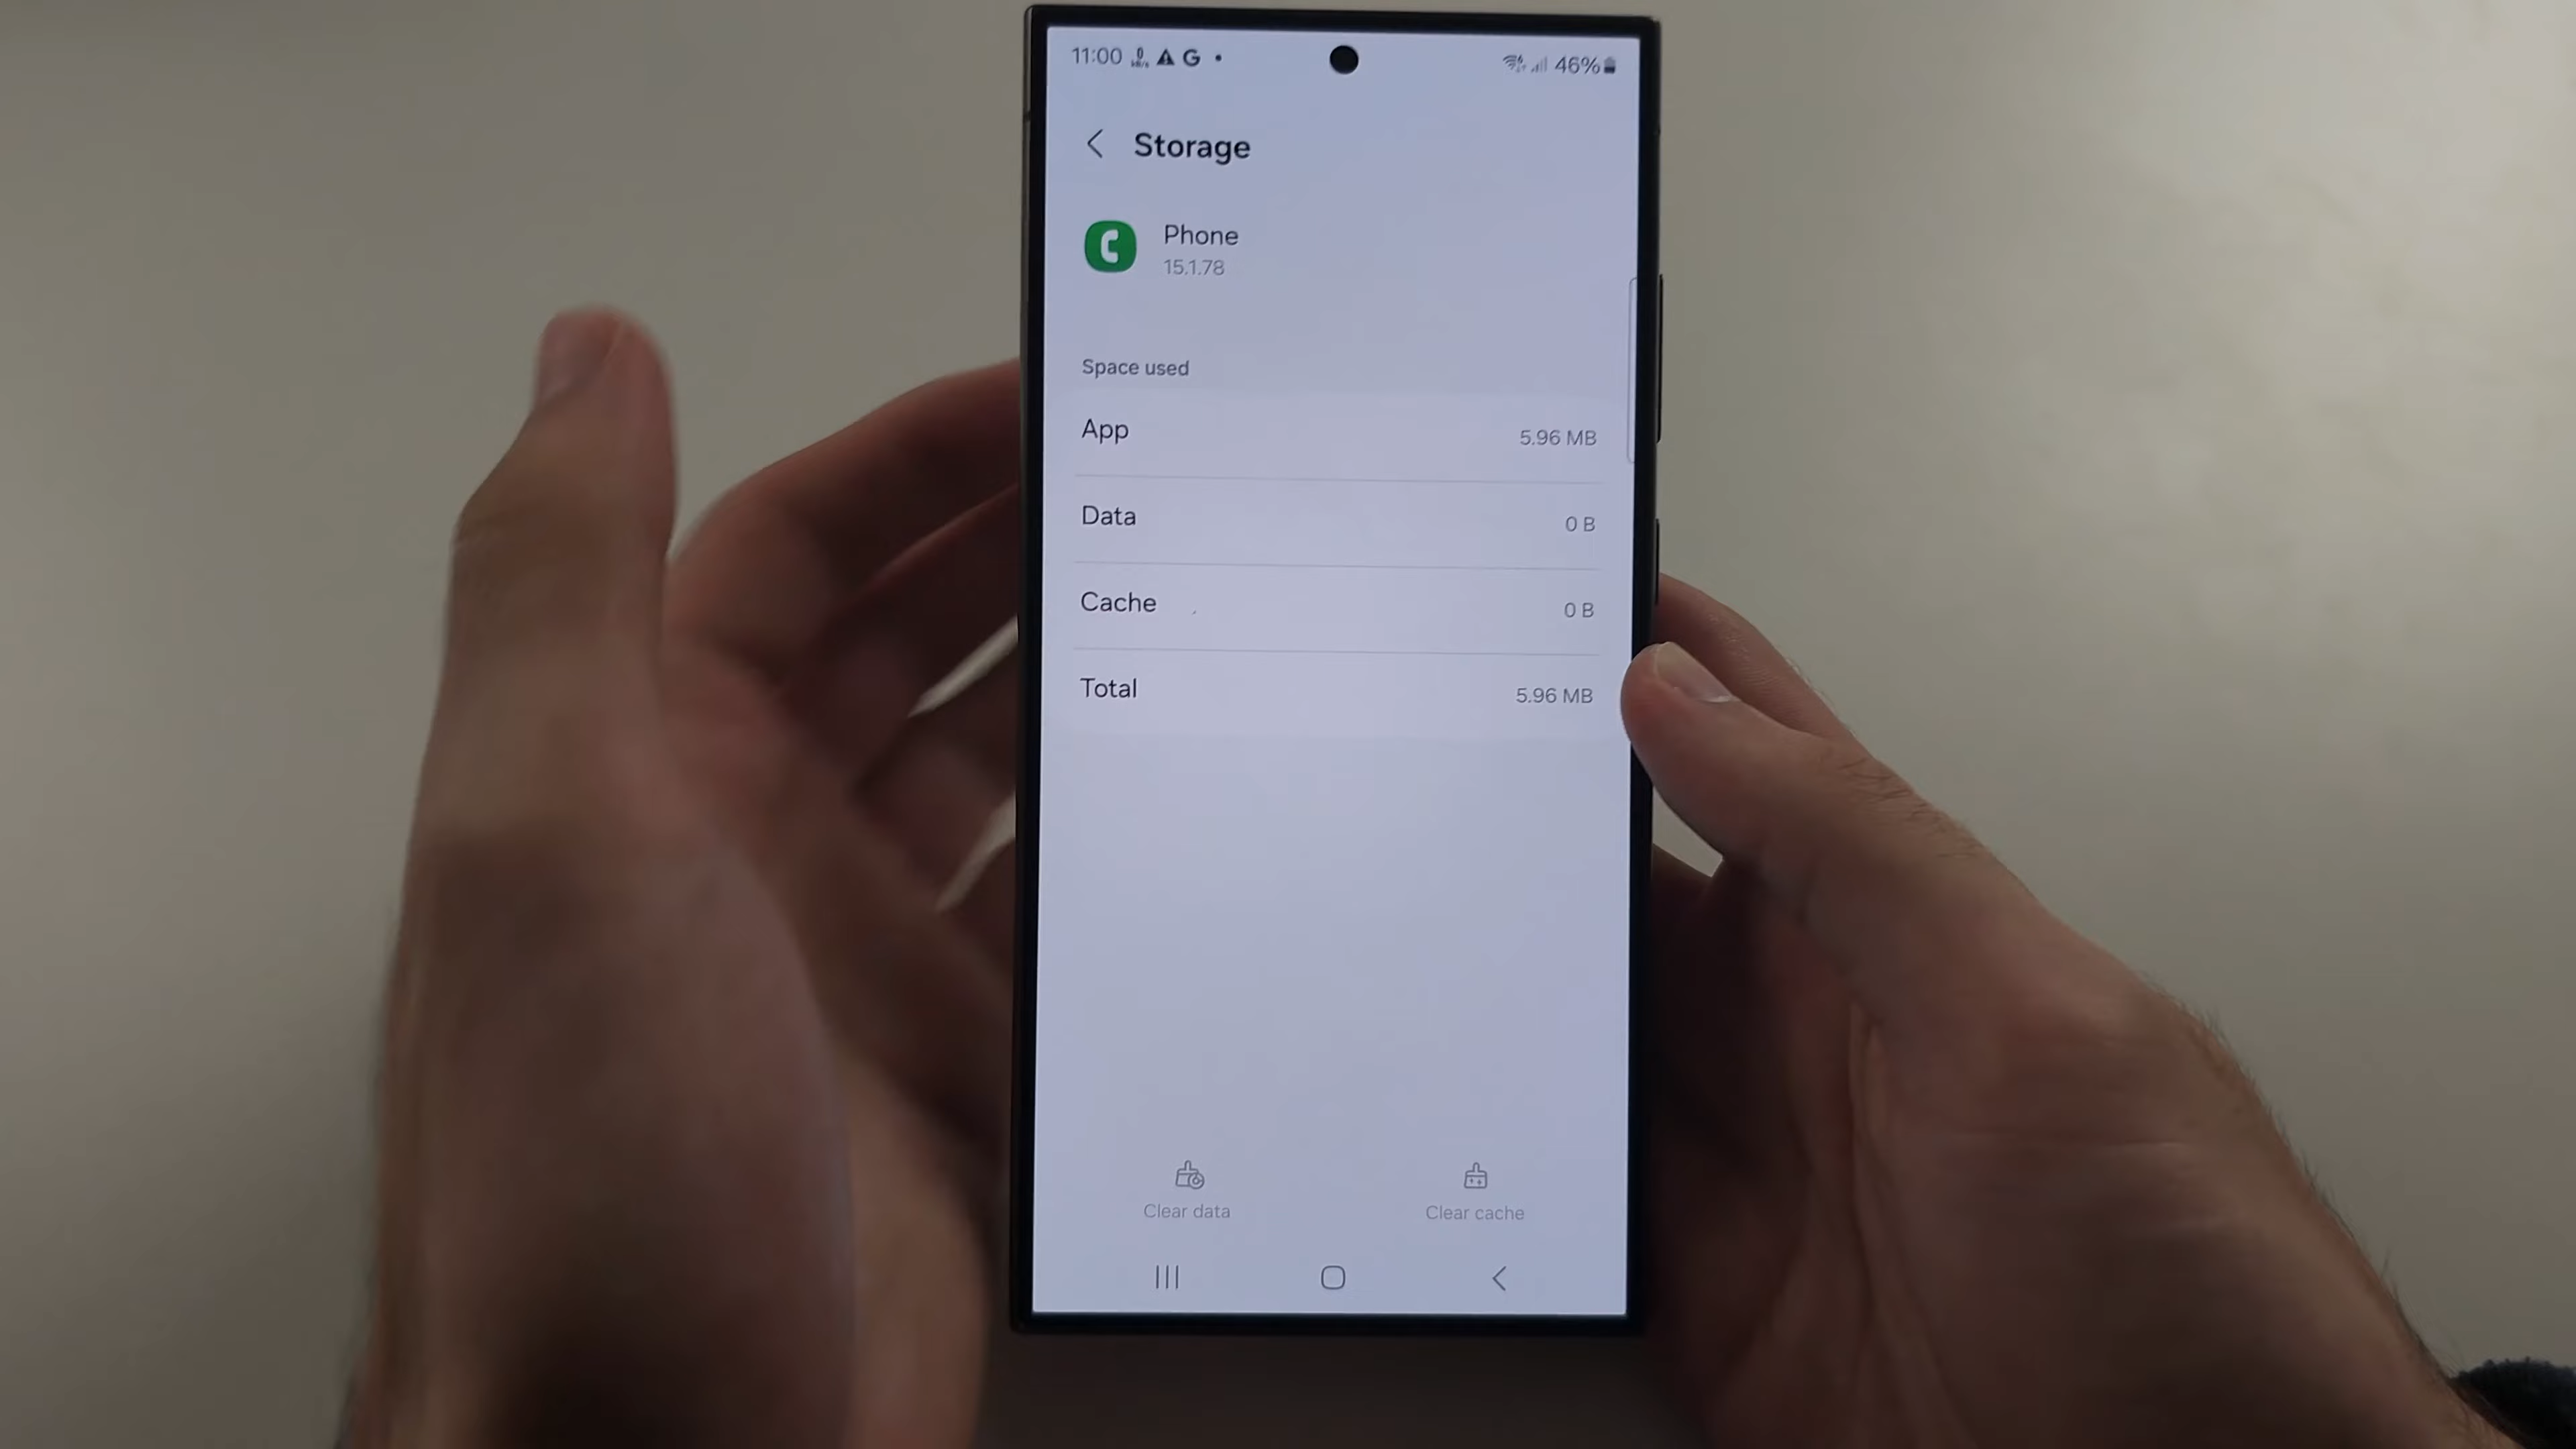 11:00 G 46%
Storage
Phone
15.1.78
Space used
App 5.96 MB
Data 0 B
Cache 0 B
Total 5.96 MB
Clear data Clear cache